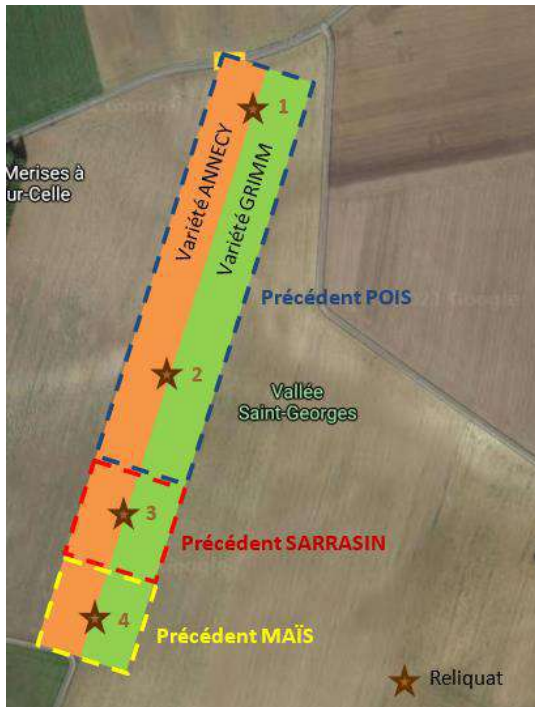 1
Merises à
ur-Celle
Variété ANNECY
Variété GRIMM
Précédent POIS
2
Vallée
Saint-Georges
3
Précédent SARRASIN
4
Précédent MAÏS
Reliquat